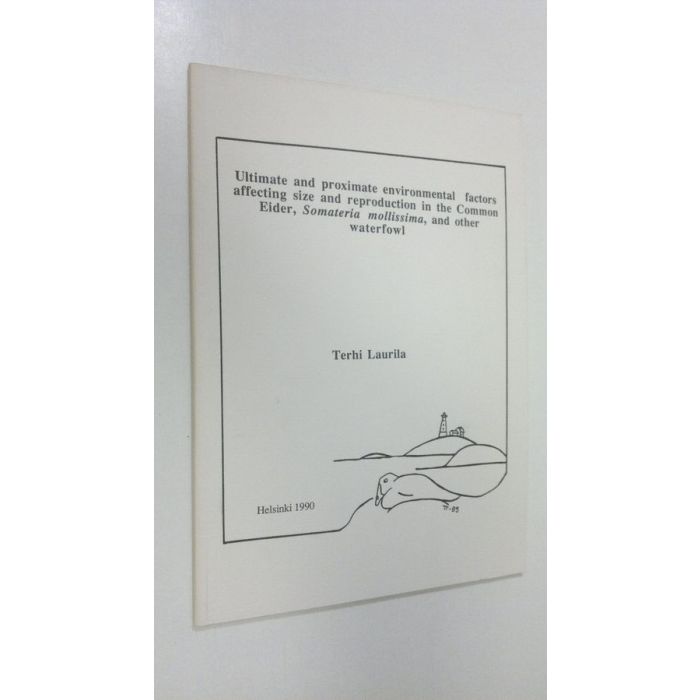 Ultimate and proximate environmental factors
affecting size and reproduction in the Common
Eider, Somateria mollissima, and other
waterfowl
Terhi Laurila
Helsinki 1990